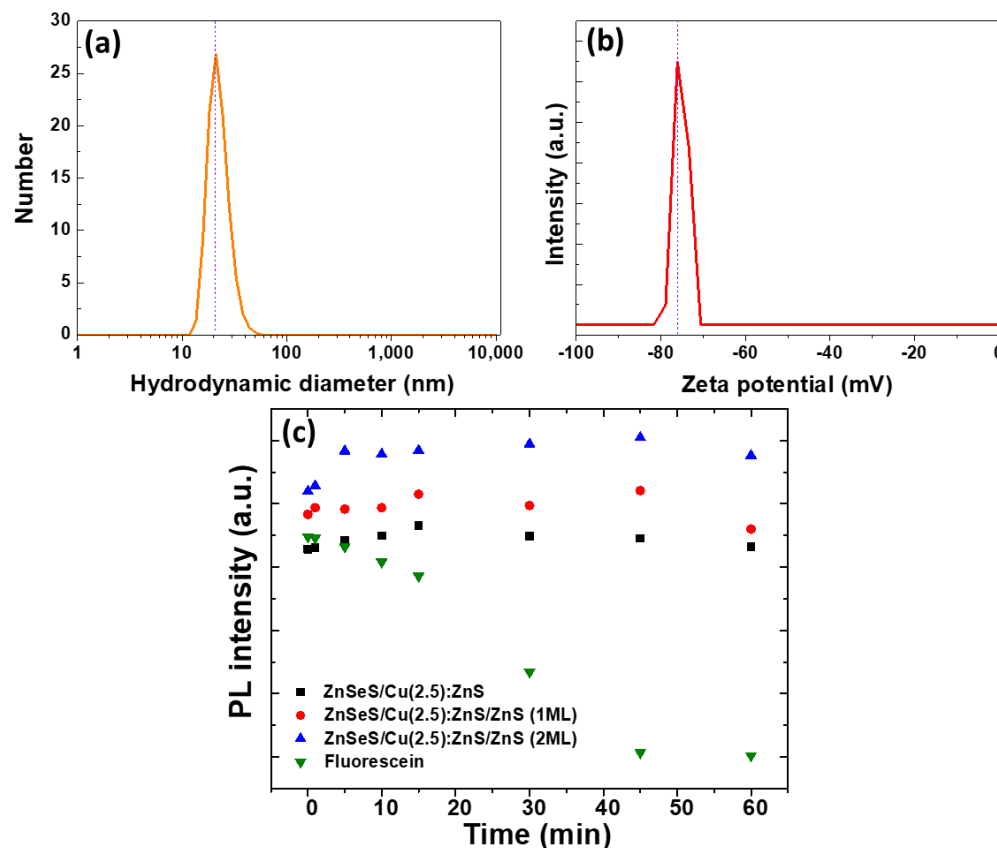 (a)
30
25
20
15
10
5
0
Number
1 10 100 1,000 10,000
Hydrodynamic diameter (nm)
(b)
Intensity (a.u.)
-100 -80 -60 -40 -20 0
Zeta potential (mV)
(c)
PL intensity (a.u.)
ZnSeS/Cu(2.5):ZnS
ZnSeS/Cu(2.5):ZnS/ZnS (1ML)
ZnSeS/Cu(2.5):ZnS/ZnS (2ML)
Fluorescein
0 10 20 30 40 50 60
Time (min)